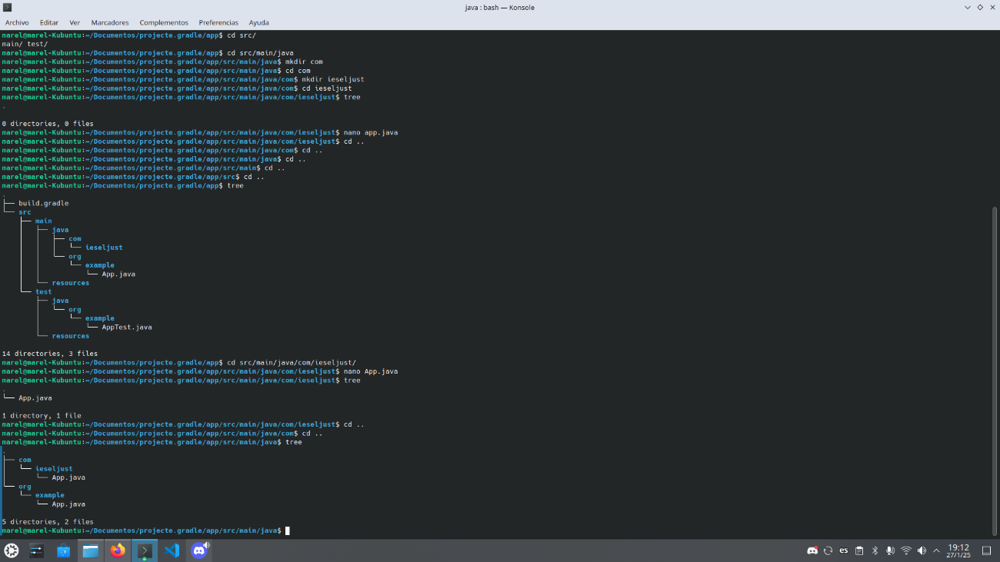 java : bash — Konsole
Archivo Editar Ver Marcadores Complementos Preferencias Ayuda
marel@marel-Kubuntu:~/Documentos/projecte.gradle/app$ cd src/
main/ test/
marel@marel-Kubuntu:~/Documentos/projecte.gradle/app$ cd src/main/java
marel@marel-Kubuntu:~/Documentos/projecte.gradle/app/src/main/java$ mkdir com
marel@marel-Kubuntu:~/Documentos/projecte.gradle/app/src/main/java$ cd com
marel@marel-Kubuntu:~/Documentos/projecte.gradle/app/src/main/java/com$ mkdir ieseljust
marel@marel-Kubuntu:~/Documentos/projecte.gradle/app/src/main/java/com$ cd ieseljust
marel@marel-Kubuntu:~/Documentos/projecte.gradle/app/src/main/java/com/ieseljust$ tree
.
0 directories, 0 files
marel@marel-Kubuntu:~/Documentos/projecte.gradle/app/src/main/java/com/ieseljust$ nano app.java
marel@marel-Kubuntu:~/Documentos/projecte.gradle/app/src/main/java/com/ieseljust$ cd ..
marel@marel-Kubuntu:~/Documentos/projecte.gradle/app/src/main/java/com$ cd ..
marel@marel-Kubuntu:~/Documentos/projecte.gradle/app/src/main/java$ cd ..
marel@marel-Kubuntu:~/Documentos/projecte.gradle/app/src/main$ cd ..
marel@marel-Kubuntu:~/Documentos/projecte.gradle/app/src$ cd ..
marel@marel-Kubuntu:~/Documentos/projecte.gradle/app$ tree
.
├── build.gradle
└── src
    ├── main
    │   ├── java
    │   │   ├── com
    │   │   │   └── ieseljust
    │   │   └── org
    │   │       └── example
    │   │           └── App.java
    │   └── resources
    └── test
        ├── java
        │   └── org
        │       └── example
        │           └── AppTest.java
        └── resources
14 directories, 3 files
marel@marel-Kubuntu:~/Documentos/projecte.gradle/app$ cd src/main/java/com/ieseljust/
marel@marel-Kubuntu:~/Documentos/projecte.gradle/app/src/main/java/com/ieseljust$ nano App.java
marel@marel-Kubuntu:~/Documentos/projecte.gradle/app/src/main/java/com/ieseljust$ tree
.
└── App.java
1 directory, 1 file
marel@marel-Kubuntu:~/Documentos/projecte.gradle/app/src/main/java/com/ieseljust$ cd ..
marel@marel-Kubuntu:~/Documentos/projecte.gradle/app/src/main/java/com$ cd ..
marel@marel-Kubuntu:~/Documentos/projecte.gradle/app/src/main/java$ tree
.
├── com
│   └── ieseljust
│       └── App.java
└── org
    └── example
        └── App.java
5 directories, 2 files
marel@marel-Kubuntu:~/Documentos/projecte.gradle/app/src/main/java$
es
19:12
27/1/25